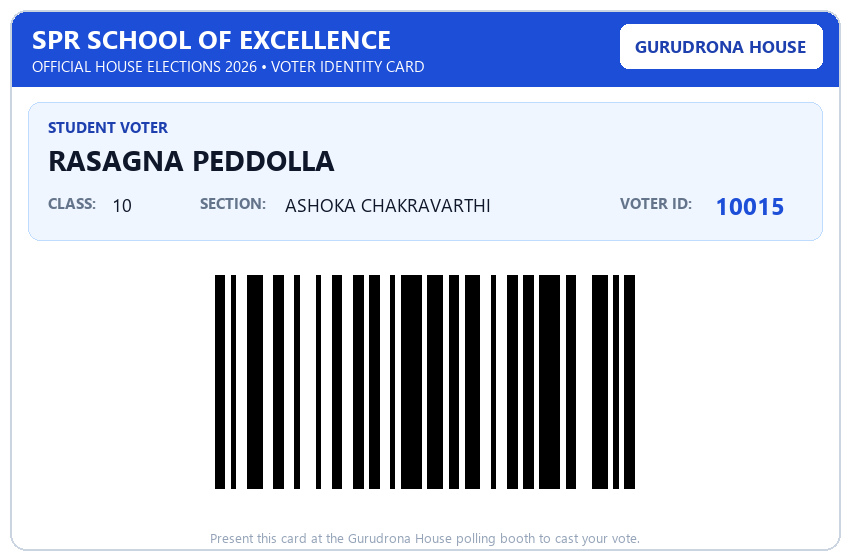 SPR SCHOOL OF EXCELLENCE
OFFICIAL HOUSE ELECTIONS 2026 • VOTER IDENTITY CARD
GURUDRONA HOUSE
STUDENT VOTER
RASAGNA PEDDOLLA
CLASS: 10 SECTION: ASHOKA CHAKRAVARTHI VOTER ID: 10015
Present this card at the Gurudrona House polling booth to cast your vote.